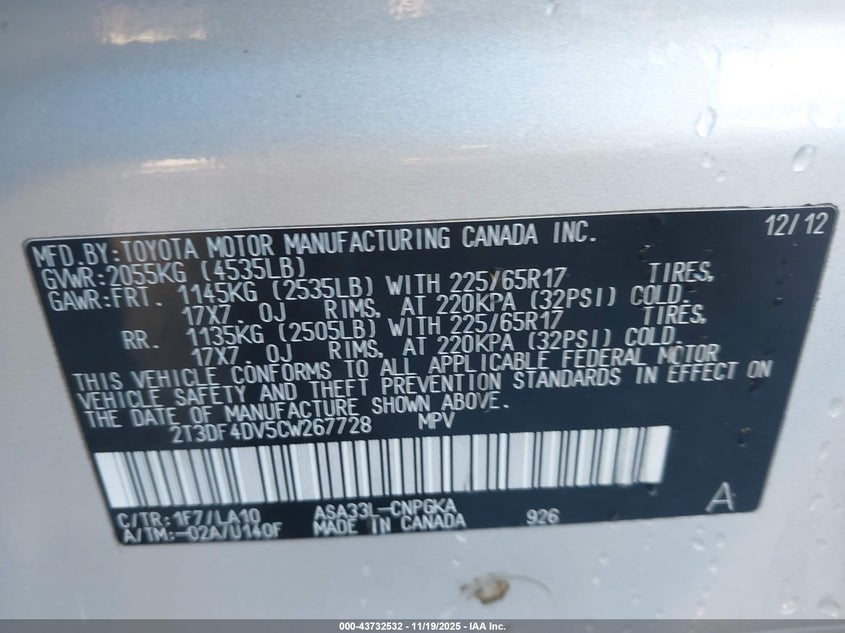 MFD.BY:TOYOTA MOTOR MANUFACTURING CANADA INC. 12/12
GVWR:2055KG (4535LB)
GAWR:FRT. 1145KG (2535LB) WITH 225/65R17 TIRES,
17X7.0J RIMS, AT 220KPA (32PSI) COLD.
RR. 1135KG (2505LB) WITH 225/65R17 TIRES,
17X7.0J RIMS, AT 220KPA (32PSI) COLD.
THIS VEHICLE CONFORMS TO ALL APPLICABLE FEDERAL MOTOR
VEHICLE SAFETY AND THEFT PREVENTION STANDARDS IN EFFECT ON
THE DATE OF MANUFACTURE SHOWN ABOVE.
2T3DF4DV5CW267728 MPV
C/TR:1F7/LA10 ASA33L-CNPGKA 926 A
A/TM:-02A/U140F MADE IN CANADA
000-43732532 - 11/19/2025 - IAA Inc.